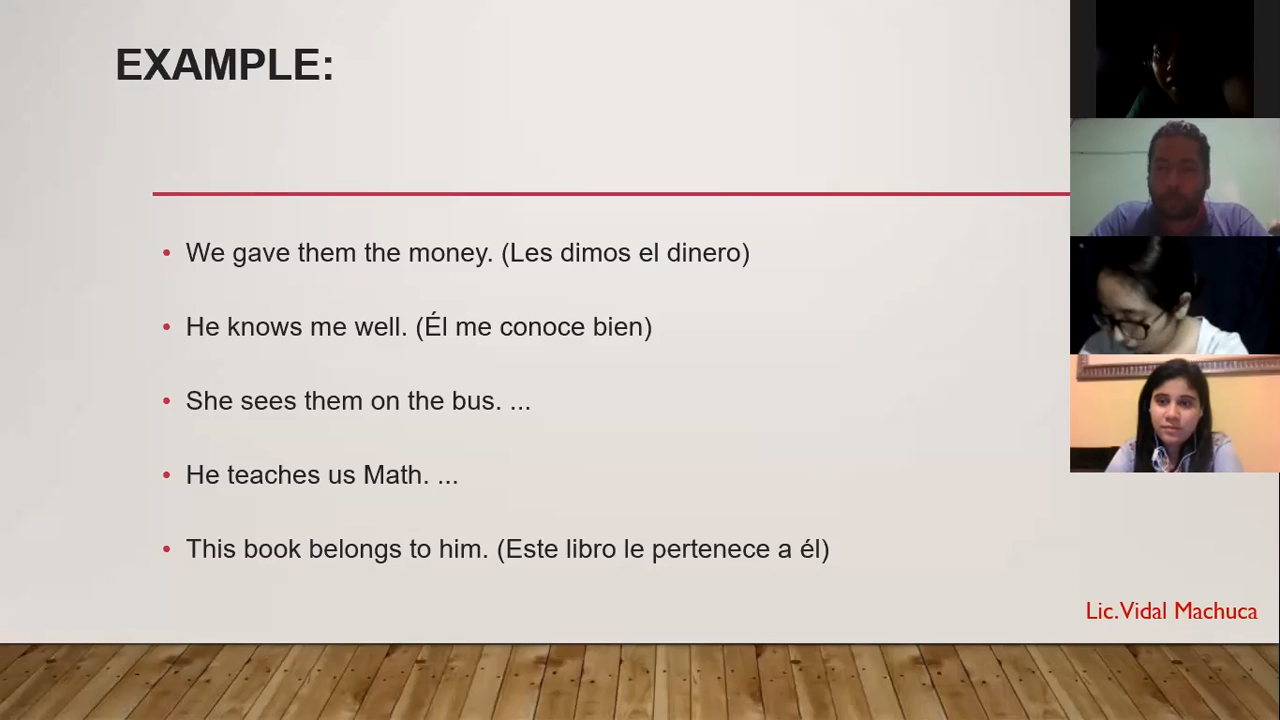 EXAMPLE:
• We gave them the money. (Les dimos el dinero)
• He knows me well. (Él me conoce bien)
• She sees them on the bus. ...
• He teaches us Math. ...
• This book belongs to him. (Este libro le pertenece a él)
Lic. Vidal Machuca